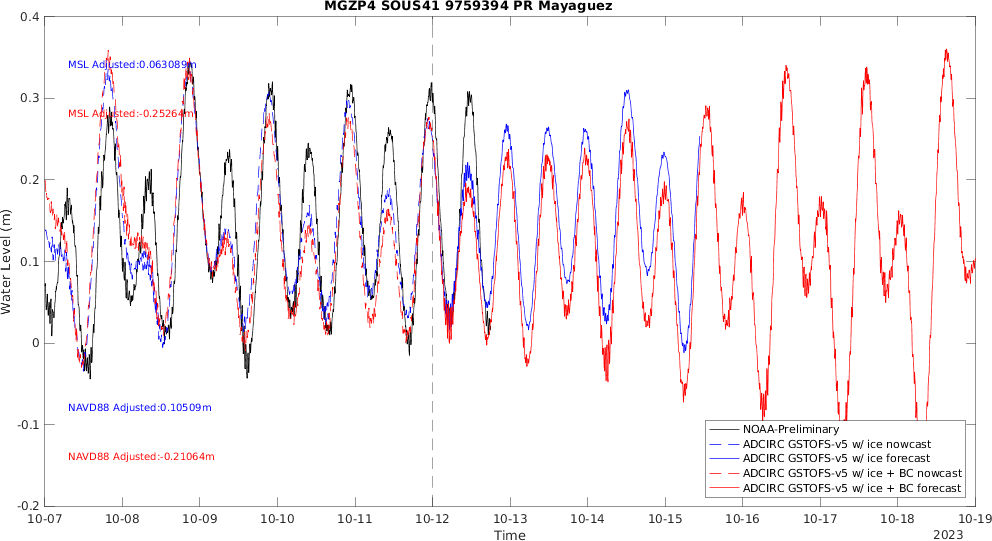 MGZP4 SOUS41 9759394 PR Mayaguez
0.4
0.3
0.2
0.1
0
-0.1
-0.2
Water Level (m)
MSL Adjusted:0.063089m
MSL Adjusted:-0.25264m
NAVD88 Adjusted:0.10509m
NAVD88 Adjusted:-0.21064m
NOAA-Preliminary
ADCIRC GSTOFS-v5 w/ ice nowcast
ADCIRC GSTOFS-v5 w/ ice forecast
ADCIRC GSTOFS-v5 w/ ice + BC nowcast
ADCIRC GSTOFS-v5 w/ ice + BC forecast
10-07 10-08 10-09 10-10 10-11 10-12 10-13 10-14 10-15 10-16 10-17 10-18 10-19
Time
2023